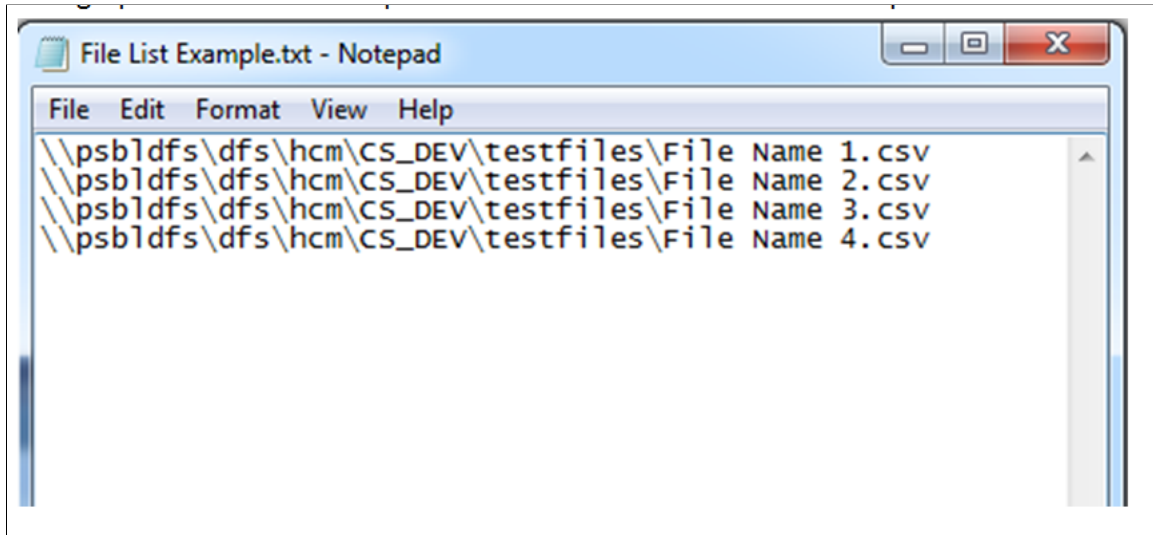 File List Example.txt - Notepad
File Edit Format View Help
\\psbldfs\dfs\hcm\CS_DEV\testfiles\File Name 1.csv
\\psbldfs\dfs\hcm\CS_DEV\testfiles\File Name 2.csv
\\psbldfs\dfs\hcm\CS_DEV\testfiles\File Name 3.csv
\\psbldfs\dfs\hcm\CS_DEV\testfiles\File Name 4.csv